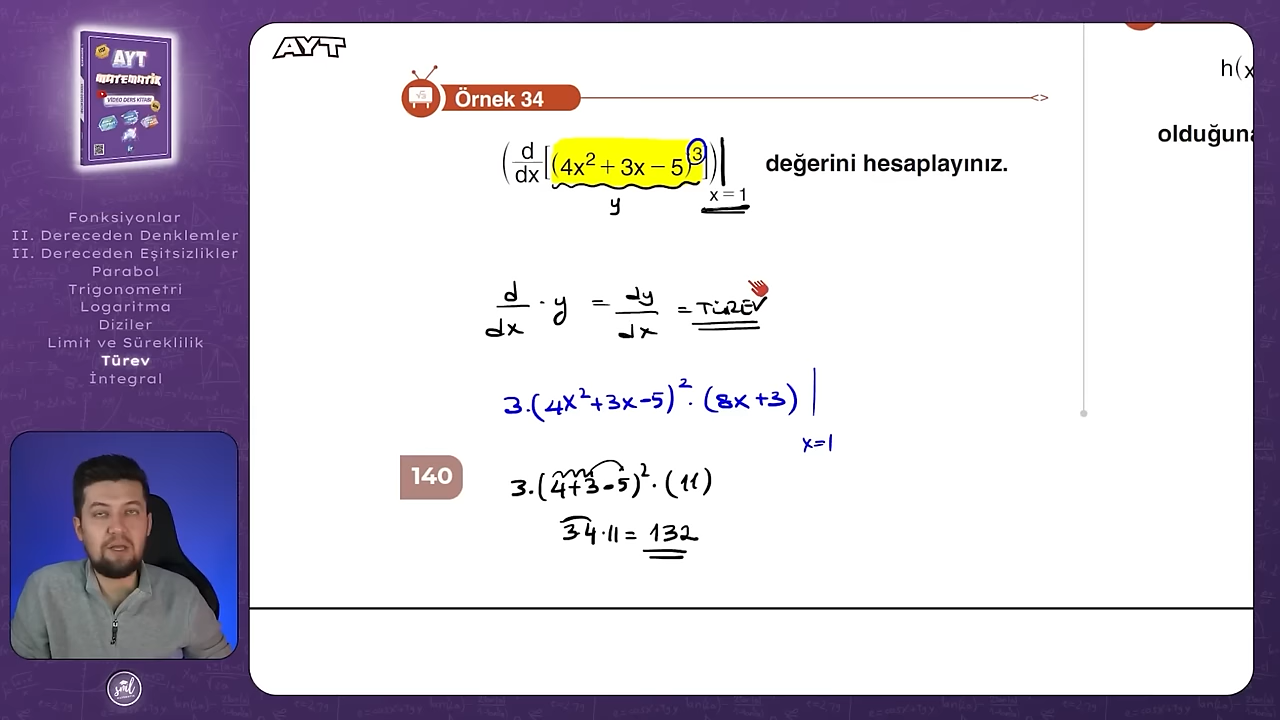 AYT
MATEMATİK
VİDEO DERS KİTABI
Fonksiyonlar
II. Dereceden Denklemler
II. Dereceden Eşitsizlikler
Parabol
Trigonometri
Logaritma
Diziler
Limit ve Süreklilik
Türev
İntegral
sml
AYT
√5
Örnek 34
(d/dx[(4x² + 3x − 5)³])| x = 1 değerini hesaplayınız.
y
d/dx · y = dy/dx = TÜREV
3·(4x²+3x-5)²·(8x+3)| x=1
140
3·(4+3-5)²·(11)
3 4·11 = 132
h(x
olduğuna